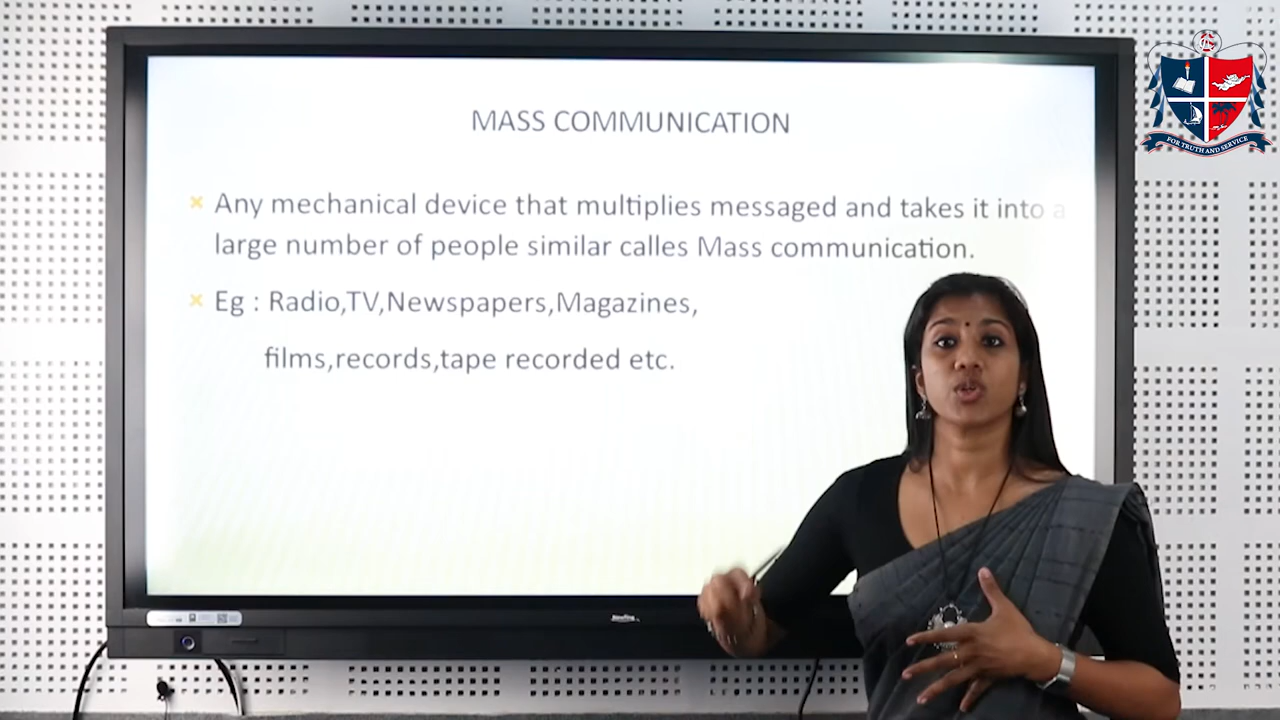 MASS COMMUNICATION
Any mechanical device that multiplies messaged and takes it into a
large number of people similar calles Mass communication.
Eg : Radio,TV,Newspapers,Magazines,
films,records,tape recorded etc.
FOR TRUTH AND SERVICE